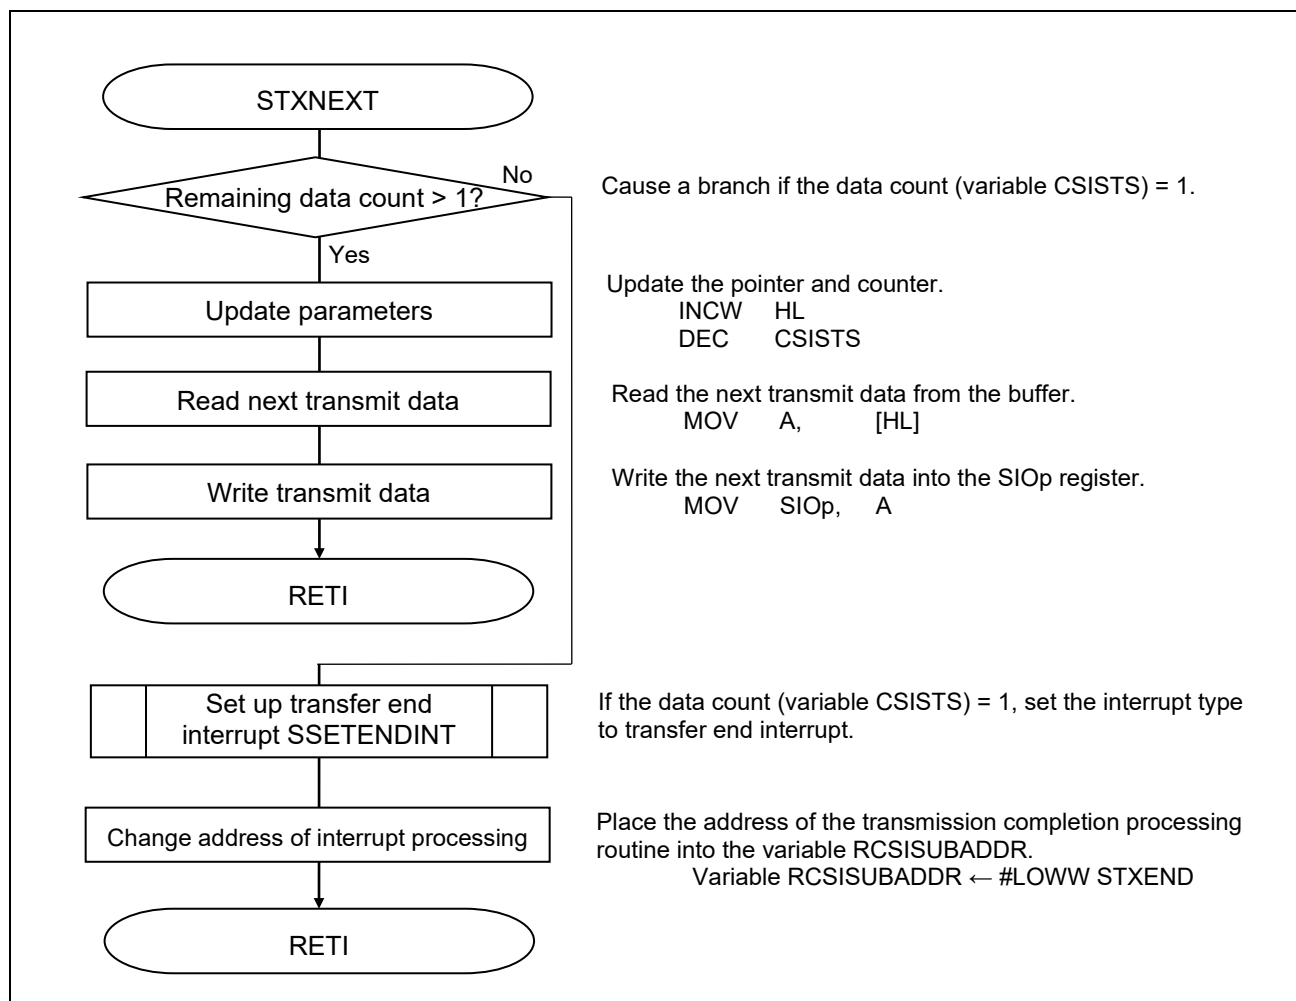 STXNEXT
Remaining data count > 1?
No
Cause a branch if the data count (variable CSISTS) = 1.
Yes
Update parameters
Update the pointer and counter.
INCW HL
DEC CSISTS
Read next transmit data
Read the next transmit data from the buffer.
MOV A, [HL]
Write transmit data
Write the next transmit data into the SIOp register.
MOV SIOp, A
RETI
Set up transfer end
interrupt SSETENDINT
If the data count (variable CSISTS) = 1, set the interrupt type
to transfer end interrupt.
Change address of interrupt processing
Place the address of the transmission completion processing
routine into the variable RCSISUBADDR.
Variable RCSISUBADDR ← #LOWW STXEND
RETI